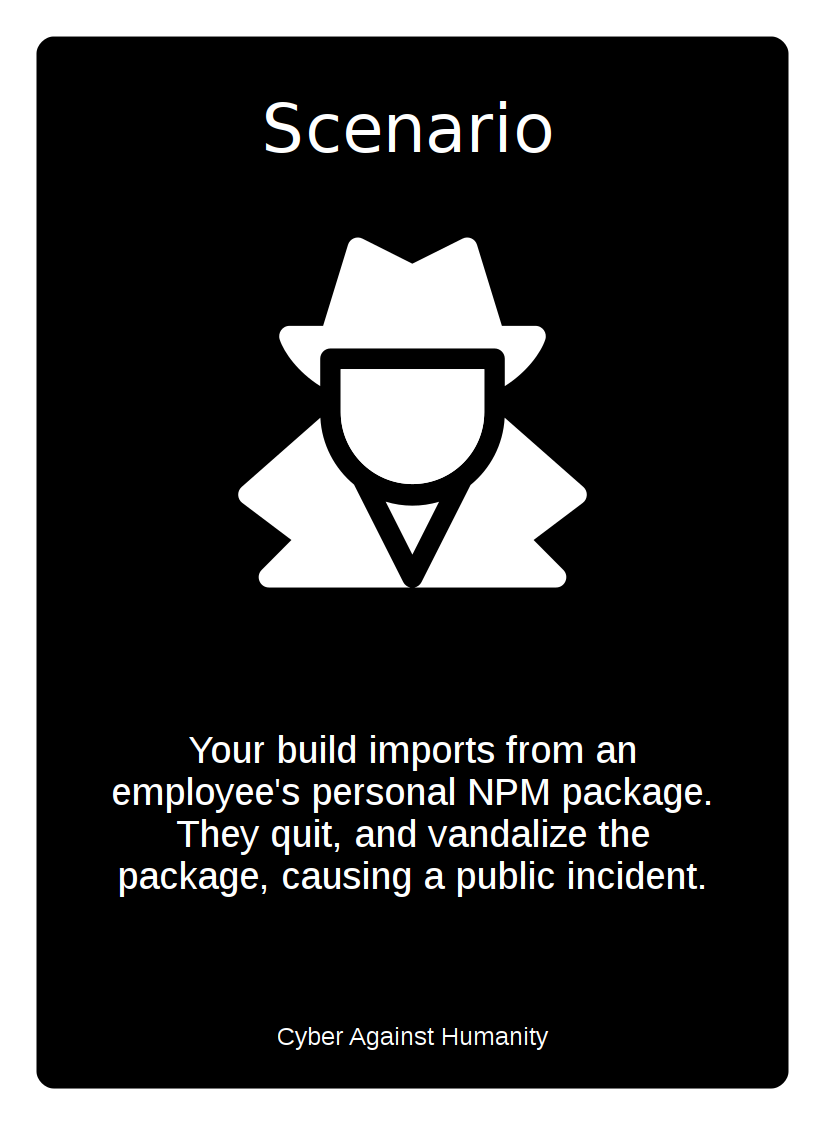 Scenario
Your build imports from an
employee's personal NPM package.
They quit, and vandalize the
package, causing a public incident.
Cyber Against Humanity